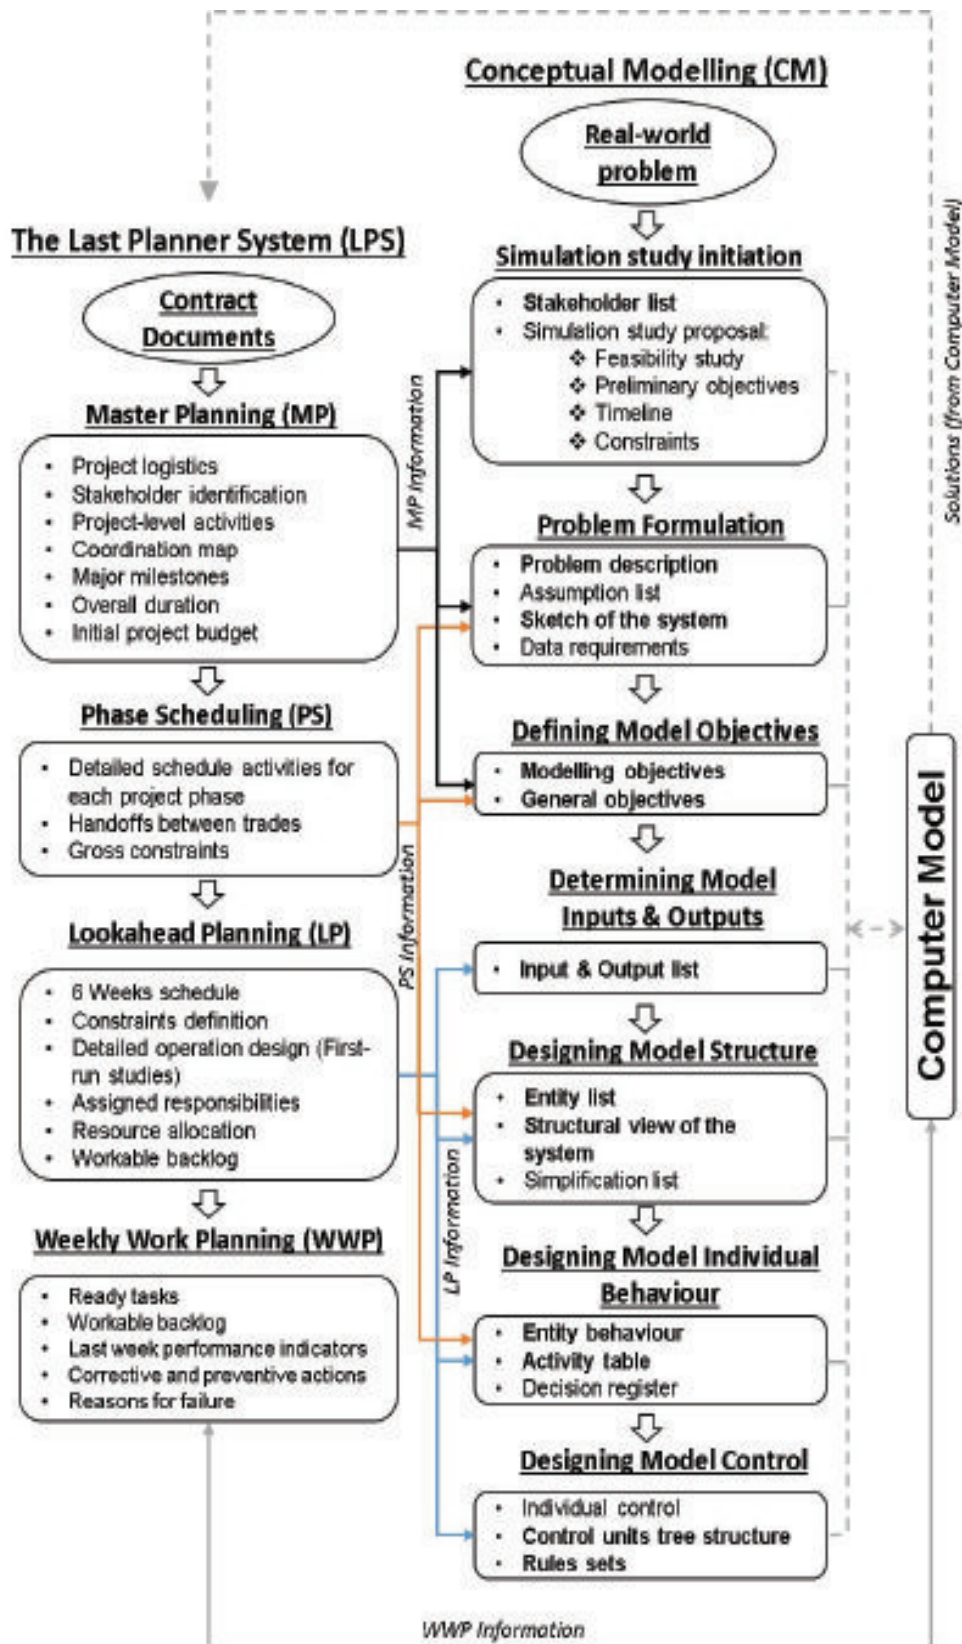 Conceptual Modelling (CM)
Real-world
problem
Simulation study initiation
• Stakeholder list
• Simulation study proposal:
❖ Feasibility study
❖ Preliminary objectives
❖ Timeline
❖ Constraints
Problem Formulation
• Problem description
• Assumption list
• Sketch of the system
• Data requirements
Defining Model Objectives
• Modelling objectives
• General objectives
Determining Model
Inputs & Outputs
• Input & Output list
Designing Model Structure
• Entity list
• Structural view of the
system
• Simplification list
Designing Model Individual
Behaviour
• Entity behaviour
• Activity table
• Decision register
Designing Model Control
• Individual control
• Control units tree structure
• Rules sets
The Last Planner System (LPS)
Contract
Documents
Master Planning (MP)
• Project logistics
• Stakeholder identification
• Project-level activities
• Coordination map
• Major milestones
• Overall duration
• Initial project budget
Phase Scheduling (PS)
• Detailed schedule activities for
each project phase
• Handoffs between trades
• Gross constraints
Lookahead Planning (LP)
• 6 Weeks schedule
• Constraints definition
• Detailed operation design (First-
run studies)
• Assigned responsibilities
• Resource allocation
• Workable backlog
Weekly Work Planning (WWP)
• Ready tasks
• Workable backlog
• Last week performance indicators
• Corrective and preventive actions
• Reasons for failure
MP Information
PS Information
LP Information
WWP Information
Solutions (from Computer Model)
Computer Model